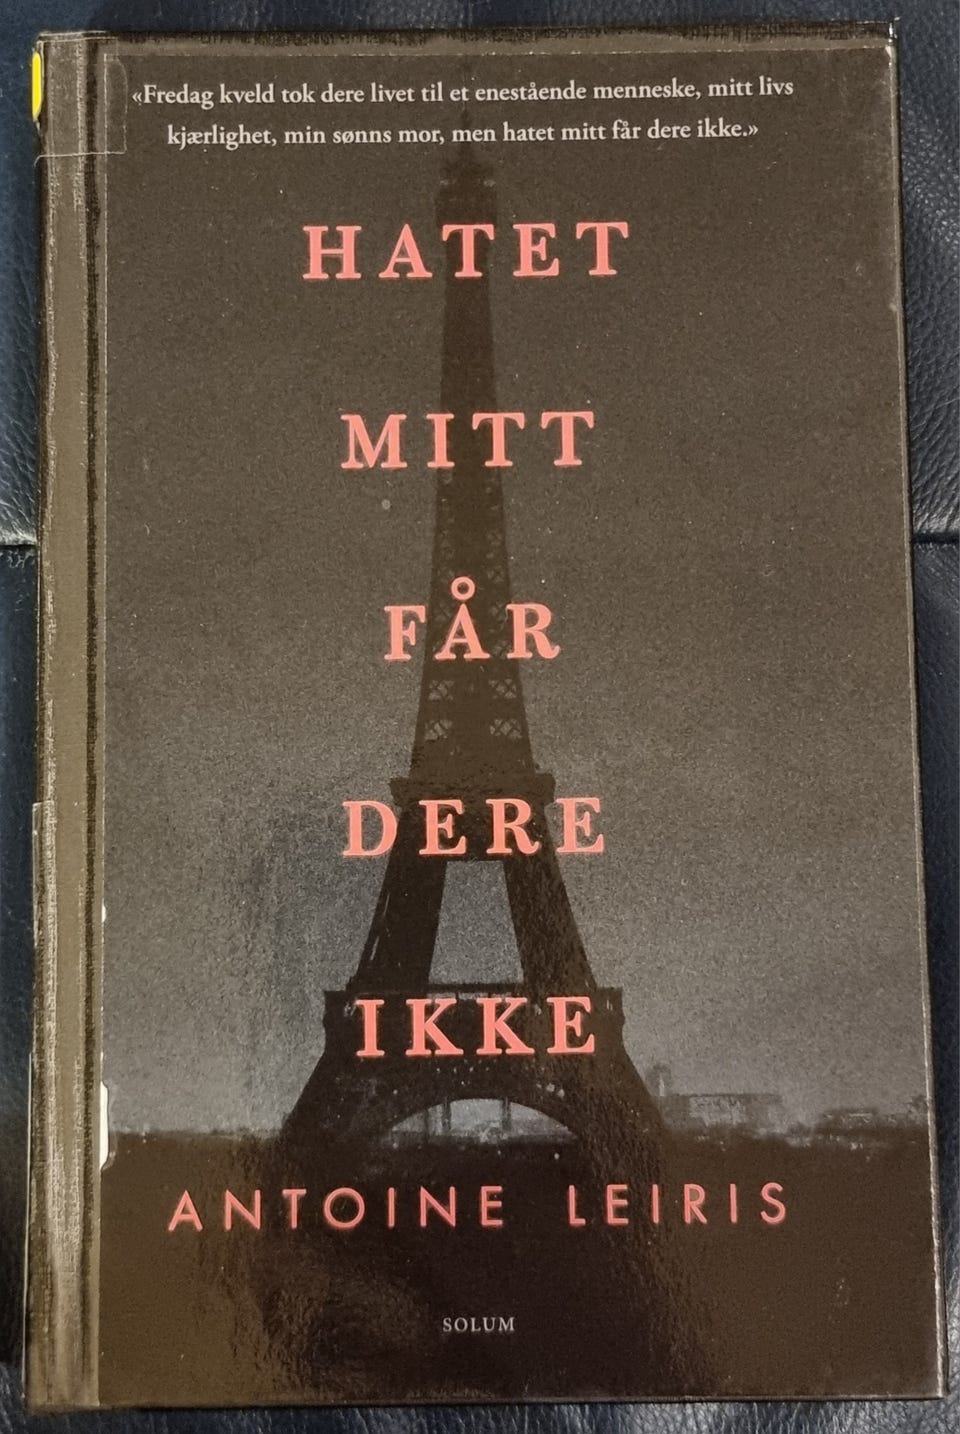 «Fredag kveld tok dere livet til et enestående menneske, mitt livs
kjærlighet, min sønns mor, men hatet mitt får dere ikke.»
HATET
MITT
FÅR
DERE
IKKE
ANTOINE LEIRIS
SOLUM